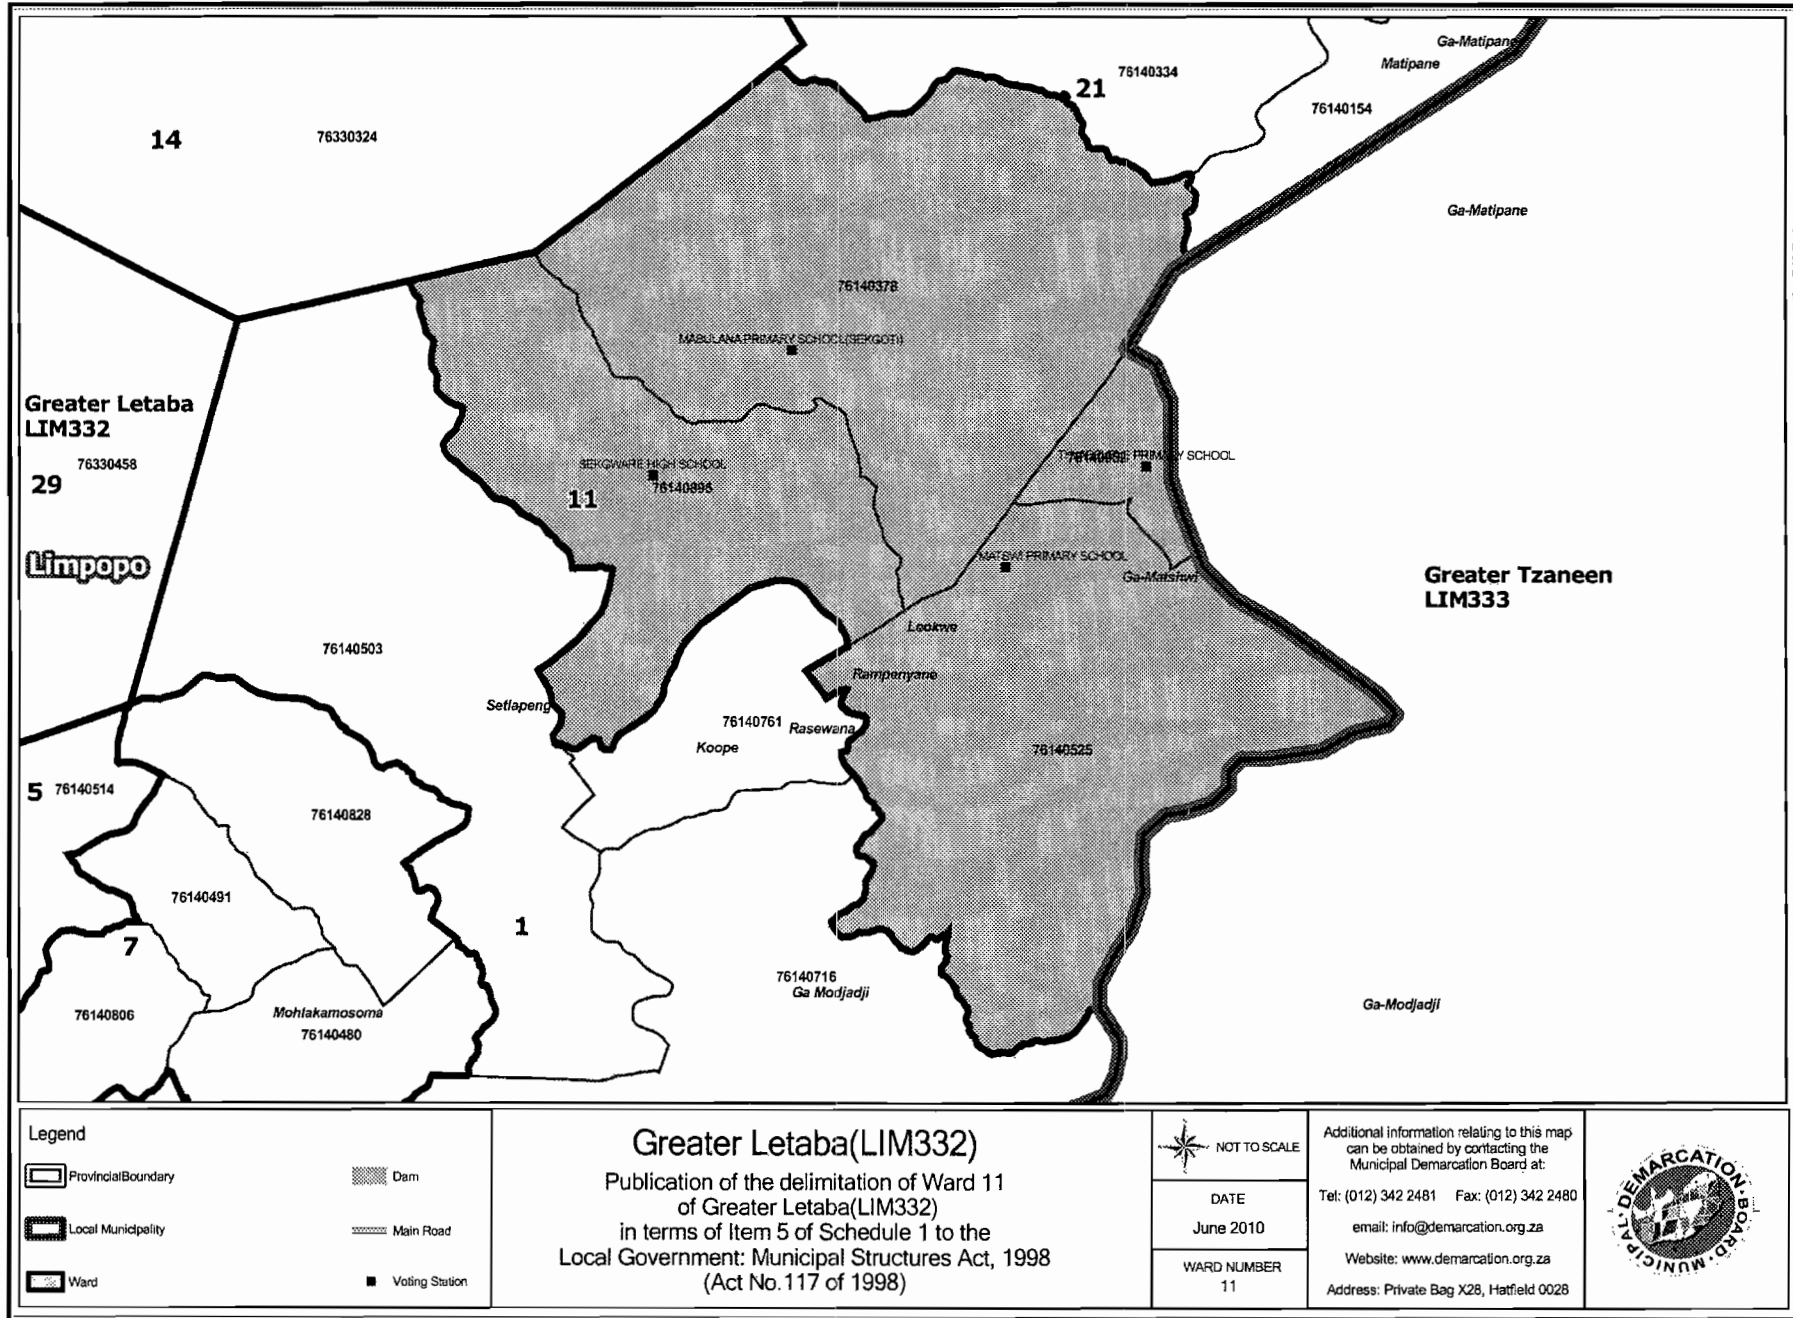 Ga-Matipane
Matipane
21
76140334
76140154
14
76330324
Ga-Matipane
76140378
MABULANA PRIMARY SCHOOL(SEKGOTI)
Greater Letaba
LIM332
76330458
29
SEKGWARE HIGH SCHOOL
76140895
11
PRIMARY SCHOOL
Limpopo
MATSWI PRIMARY SCHOOL
Ga-Matshwi
Greater Tzaneen
LIM333
Leokwe
76140503
Rampenyane
Setlapeng
76140761
Rasewana
Koope
76140525
5
76140514
76140828
76140491
7
1
76140716
Ga Modjadji
Ga-Modjadji
76140806
Mohlakamosoma
76140480
Legend
ProvincialBoundary
Dam
Local Municipality
Main Road
Ward
Voting Station
Greater Letaba(LIM332)
Publication of the delimitation of Ward 11
of Greater Letaba(LIM332)
in terms of Item 5 of Schedule 1 to the
Local Government: Municipal Structures Act, 1998
(Act No.117 of 1998)
NOT TO SCALE
DATE
June 2010
WARD NUMBER
11
Additional information relating to this map
can be obtained by contacting the
Municipal Demarcation Board at:
Tel: (012) 342 2481 Fax: (012) 342 2480
email: info@demarcation.org.za
Website: www.demarcation.org.za
Address: Private Bag X28, Hatfield 0028
MUNICIPAL DEMARCATION BOARD